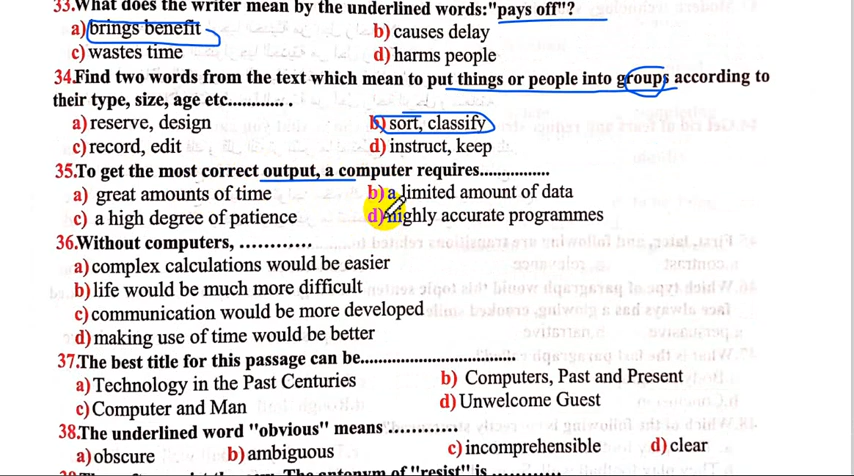 33.What does the writer mean by the underlined words:"pays off"?
a) brings benefit b) causes delay
c) wastes time d) harms people
34.Find two words from the text which mean to put things or people into groups according to
their type, size, age etc............. .
a) reserve, design b) sort, classify
c) record, edit d) instruct, keep
35.To get the most correct output, a computer requires...............
a) great amounts of time b) a limited amount of data
c) a high degree of patience d) highly accurate programmes
36.Without computers, ............
a) complex calculations would be easier
b) life would be much more difficult
c) communication would be more developed
d) making use of time would be better
37.The best title for this passage can be.......................................
a) Technology in the Past Centuries b) Computers, Past and Present
c) Computer and Man d) Unwelcome Guest
38.The underlined word "obvious" means ............
a) obscure b) ambiguous c) incomprehensible d) clear
The antonym of "resist" is ............